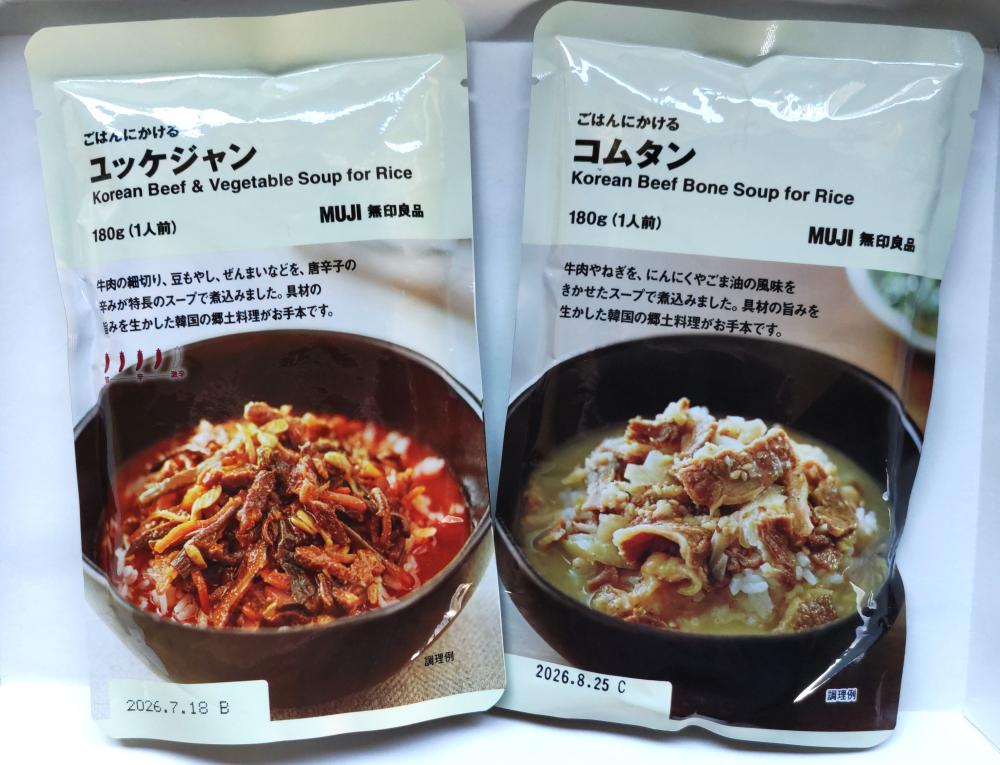 ごはんにかける
ユッケジャン
Korean Beef & Vegetable Soup for Rice
180g(1人前)
MUJI 無印良品
牛肉の細切り、豆もやし、ぜんまいなどを、唐辛子の
辛みが特長のスープで煮込みました。具材の
旨みを生かした韓国の郷土料理がお手本です。
辛
激辛
調理例
2026.7.18 B
ごはんにかける
コムタン
Korean Beef Bone Soup for Rice
180g(1人前)
MUJI 無印良品
牛肉やねぎを、にんにくやごま油の風味を
きかせたスープで煮込みました。具材の旨みを
生かした韓国の郷土料理がお手本です。
2026.8.25 C
調理例